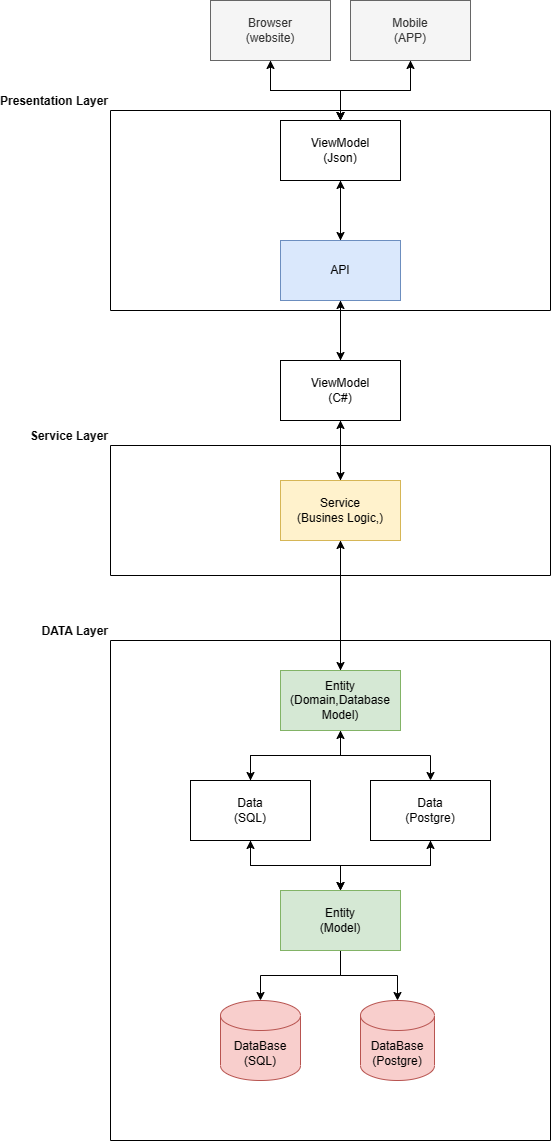 Browser
(website)
Mobile
(APP)
Presentation Layer
ViewModel
(Json)
API
ViewModel
(C#)
Service Layer
Service
(Busines Logic,)
DATA Layer
Entity
(Domain,Database
Model)
Data
(SQL)
Data
(Postgre)
Entity
(Model)
DataBase
(SQL)
DataBase
(Postgre)